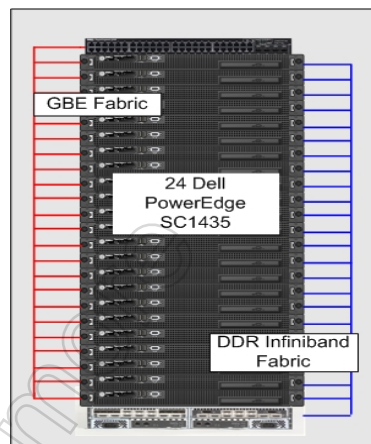 GBE Fabric
24 Dell
PowerEdge
SC1435
DDR Infiniband
Fabric